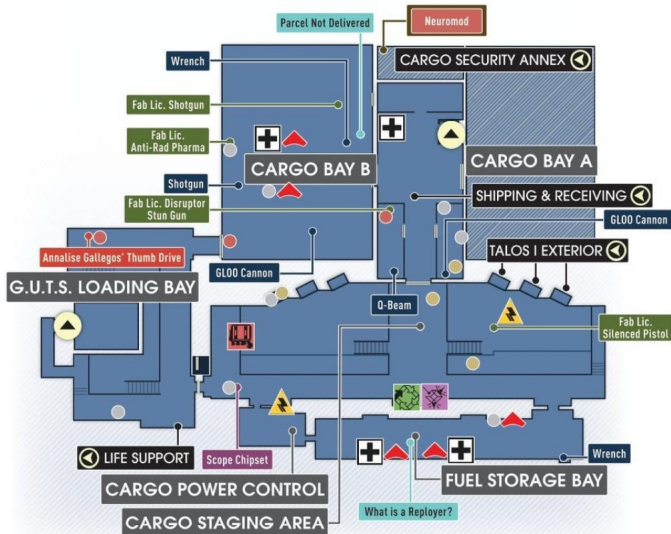 Neuromod
Parcel Not Delivered
CARGO SECURITY ANNEX
Wrench
Fab Lic. Shotgun
Fab Lic.
Anti-Rad Pharma
CARGO BAY B
CARGO BAY A
Shotgun
SHIPPING & RECEIVING
Fab Lic. Disruptor
Stun Gun
GLOO Cannon
Annalise Gallegos' Thumb Drive
GLOO Cannon
TALOS I EXTERIOR
G.U.T.S. LOADING BAY
Q-Beam
Fab Lic.
Silenced Pistol
LIFE SUPPORT
Scope Chipset
Wrench
CARGO POWER CONTROL
FUEL STORAGE BAY
CARGO STAGING AREA
What is a Reployer?